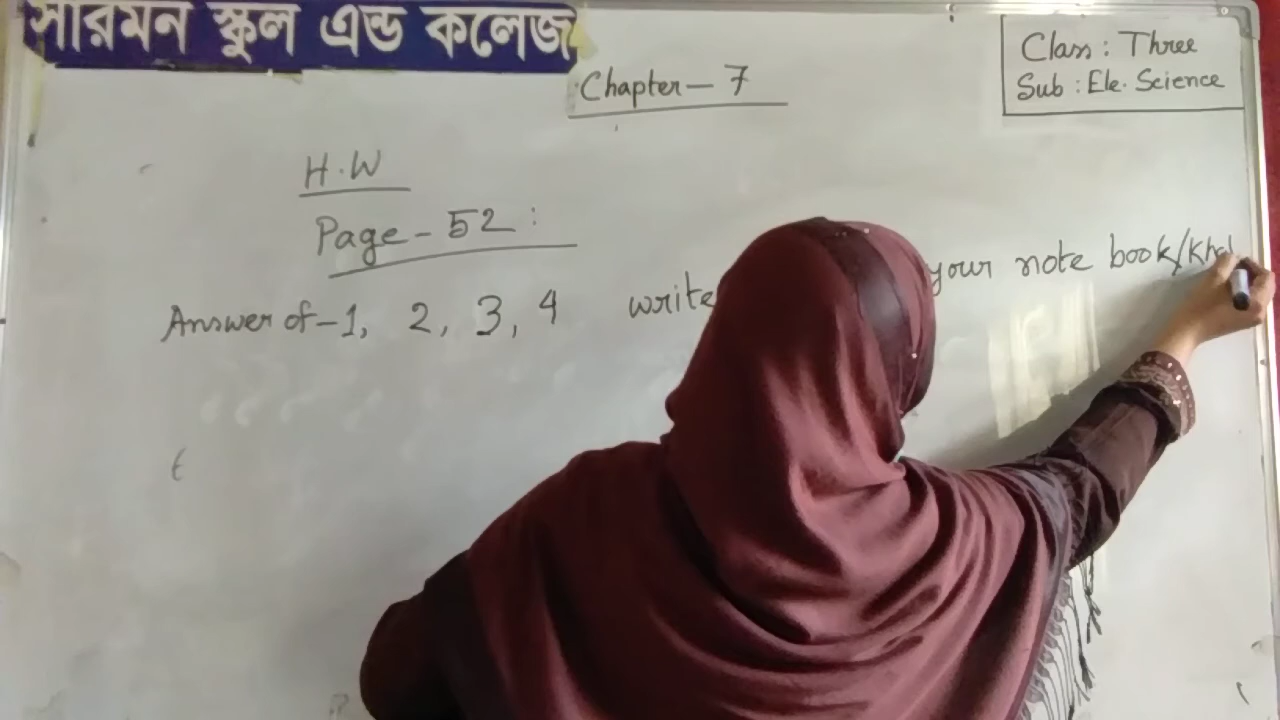 সারমন স্কুল এন্ড কলেজ
Chapter - 7
Class : Three
Sub : Ele. Science
H.W
Page - 52 :
Answer of - 1, 2, 3, 4 write your note book/